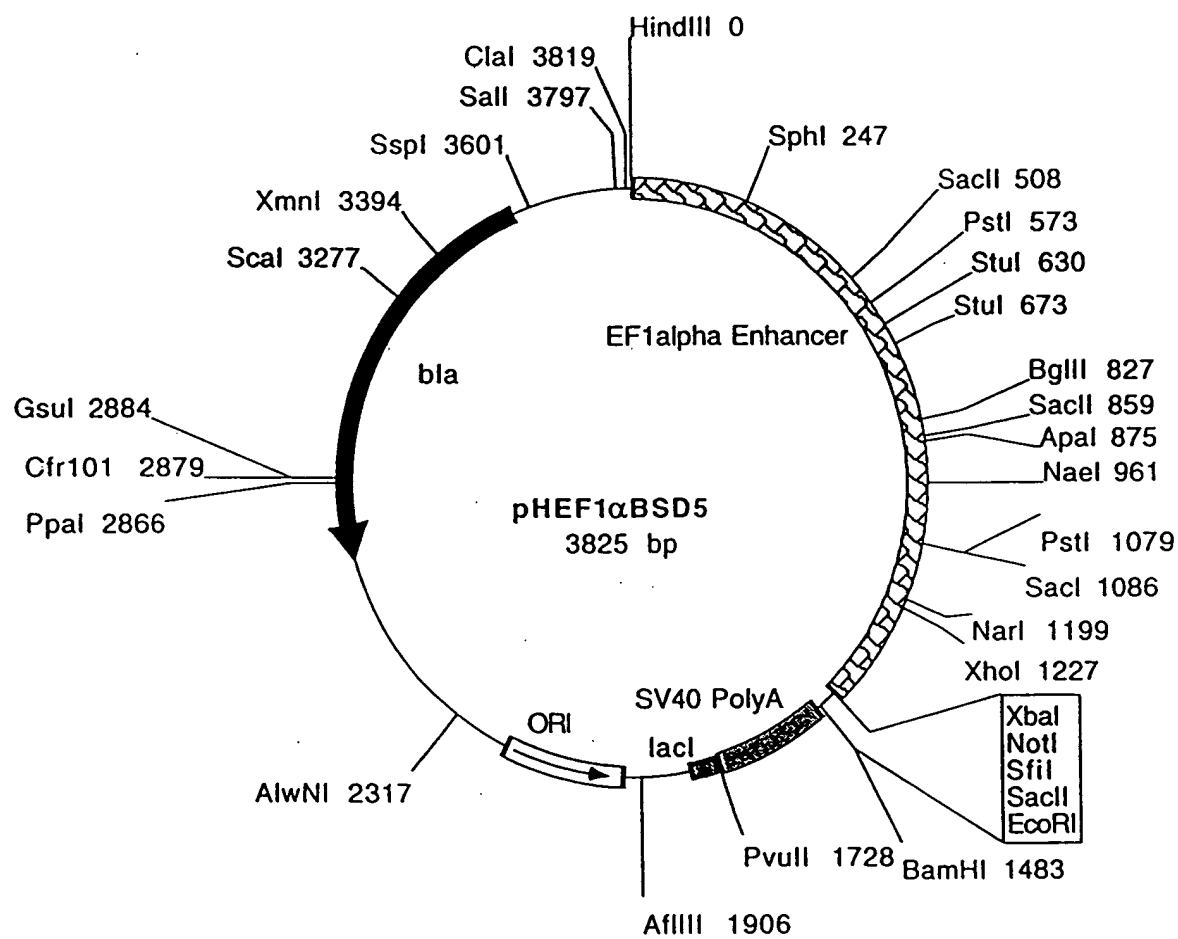 HindIII 0
ClaI 3819
SalI 3797
SspI 3601
XmnI 3394
ScaI 3277
SphI 247
SacII 508
PstI 573
StuI 630
StuI 673
EF1alpha Enhancer
bla
BglII 827
SacII 859
ApaI 875
NaeI 961
GsuI 2884
Cfr101 2879
PpaI 2866
pHEF1αBSD5
3825 bp
PstI 1079
SacI 1086
NarI 1199
XhoI 1227
SV40 PolyA
lacI
ORI
XbaI
NotI
SfiI
SacII
EcoRI
AlwNI 2317
PvuII 1728
BamHI 1483
AflIII 1906